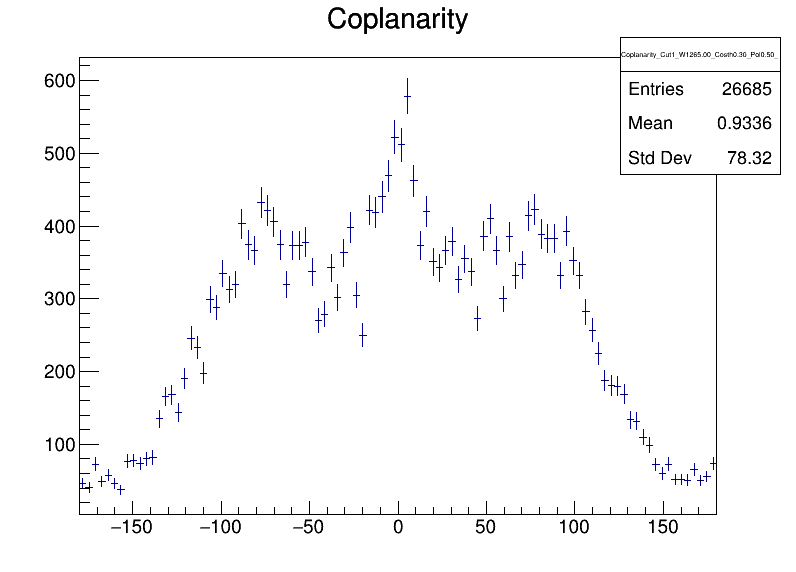 Coplanarity
Coplanarity_Cut1_W1265.00_Costh0.30_Pol0.50_
Entries 26685
Mean 0.9336
Std Dev 78.32
600
500
400
300
200
100
−150 −100 −50 0 50 100 150